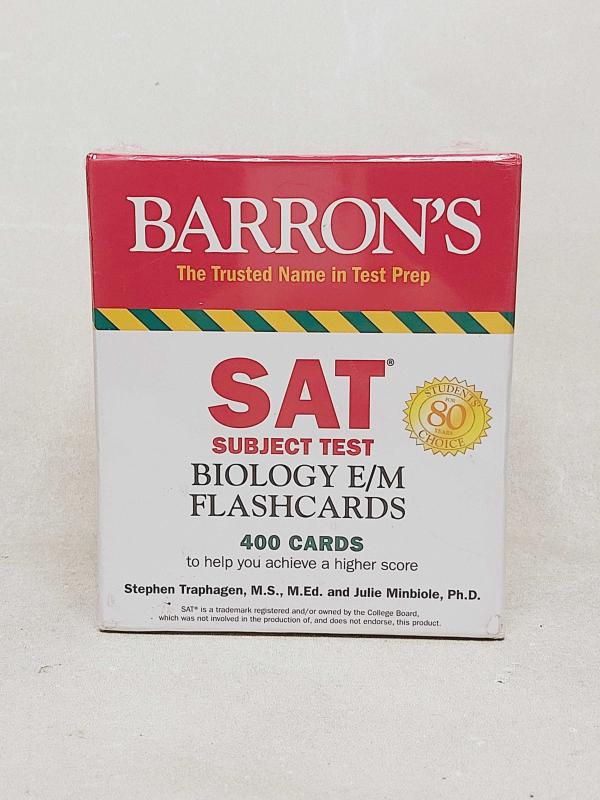 BARRON'S
The Trusted Name in Test Prep
SAT®
SUBJECT TEST
STUDENTS'
FOR
80
YEARS
CHOICE
BIOLOGY E/M
FLASHCARDS
400 CARDS
to help you achieve a higher score
Stephen Traphagen, M.S., M.Ed. and Julie Minbiole, Ph.D.
SAT® is a trademark registered and/or owned by the College Board,
which was not involved in the production of, and does not endorse, this product.